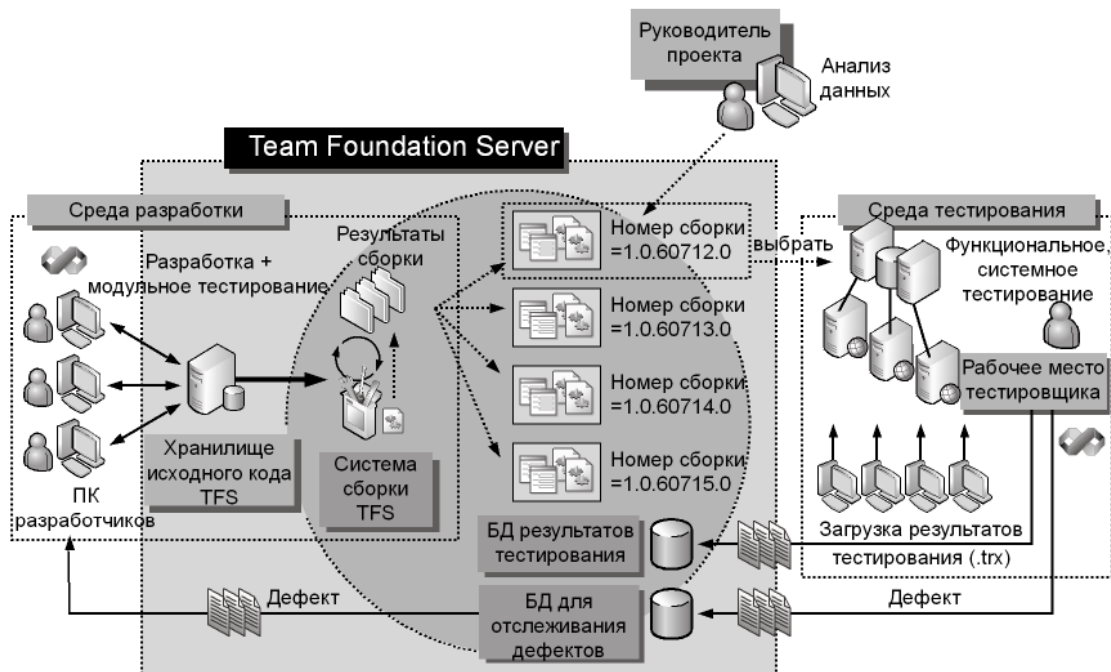 Руководитель
проекта
Анализ
данных
Team Foundation Server
Среда разработки
Разработка +
модульное тестирование
Результаты
сборки
Номер сборки
=1.0.60712.0
выбрать
Номер сборки
=1.0.60713.0
Номер сборки
=1.0.60714.0
Номер сборки
=1.0.60715.0
Среда тестирования
Функциональное,
системное
тестирование
Рабочее место
тестировщика
ПК
разработчиков
Хранилище
исходного кода
TFS
Система
сборки
TFS
Загрузка результатов
тестирования (.trx)
БД результатов
тестирования
Дефект
БД для
отслеживания
дефектов
Дефект